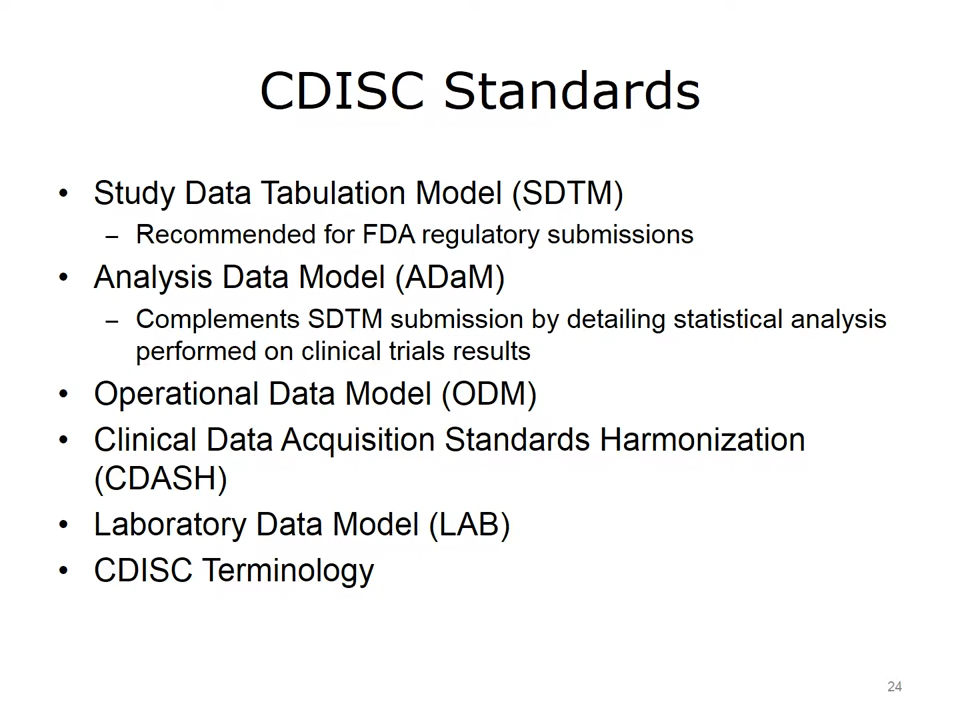 CDISC Standards
• Study Data Tabulation Model (SDTM)
– Recommended for FDA regulatory submissions
• Analysis Data Model (ADaM)
– Complements SDTM submission by detailing statistical analysis
performed on clinical trials results
• Operational Data Model (ODM)
• Clinical Data Acquisition Standards Harmonization
(CDASH)
• Laboratory Data Model (LAB)
• CDISC Terminology
24